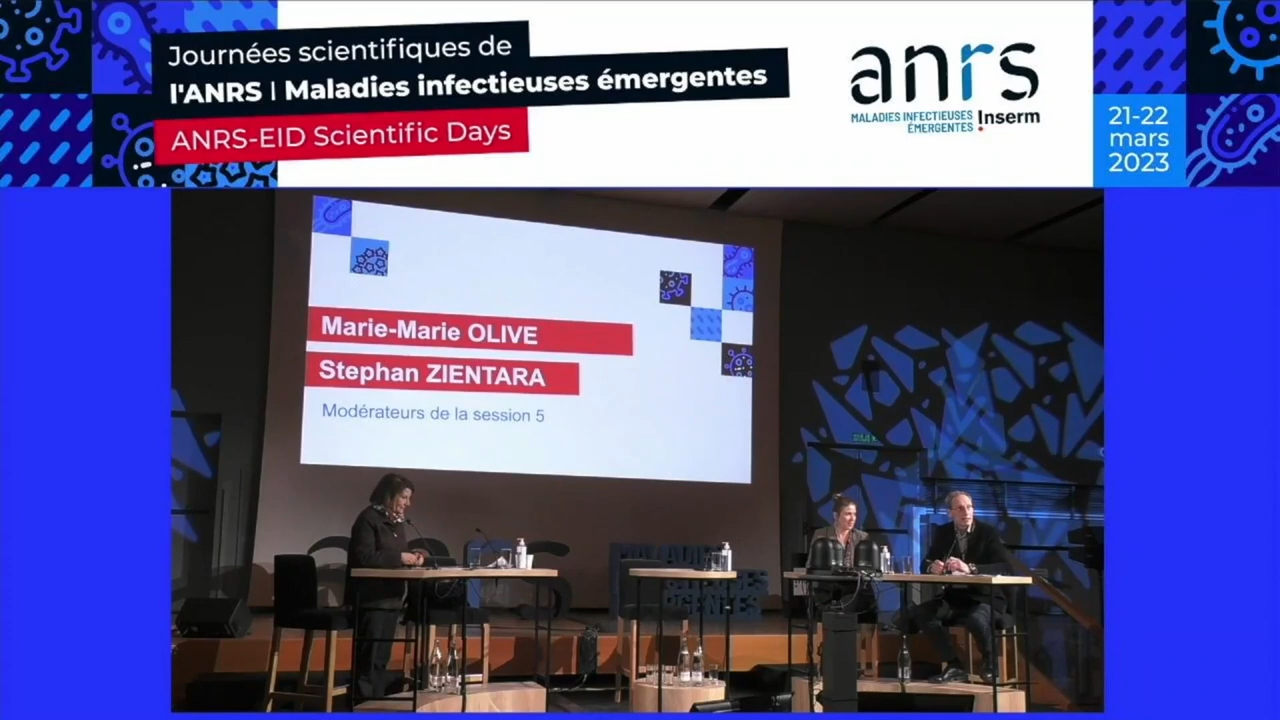 Journées scientifiques de
l'ANRS | Maladies infectieuses émergentes
ANRS-EID Scientific Days
anrs
MALADIES INFECTIEUSES
ÉMERGENTES
Inserm
21-22
mars
2023
Marie-Marie OLIVE
Stephan ZIENTARA
Modérateurs de la session 5